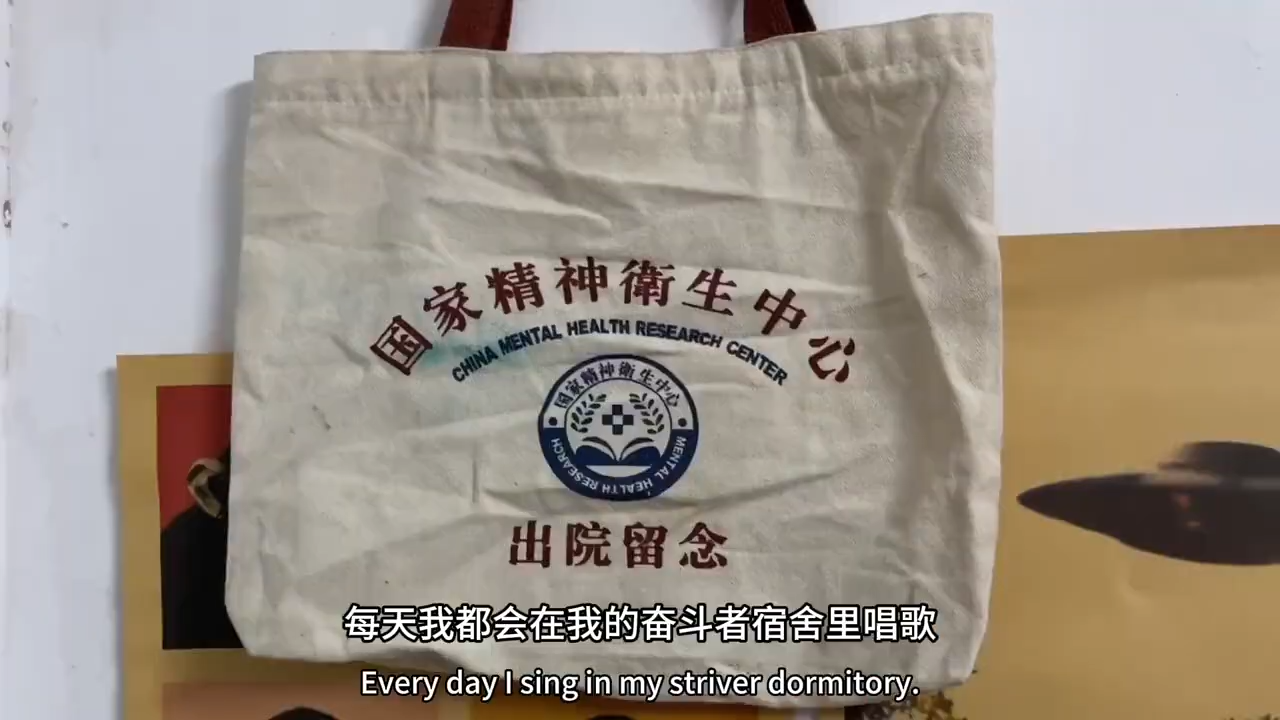 国家精神衛生中心
CHINA MENTAL HEALTH RESEARCH CENTER
国家精神衛生中心
MENTAL HEALTH RESEARCH
出院留念
每天我都会在我的奋斗者宿舍里唱歌
Every day I sing in my striver dormitory.